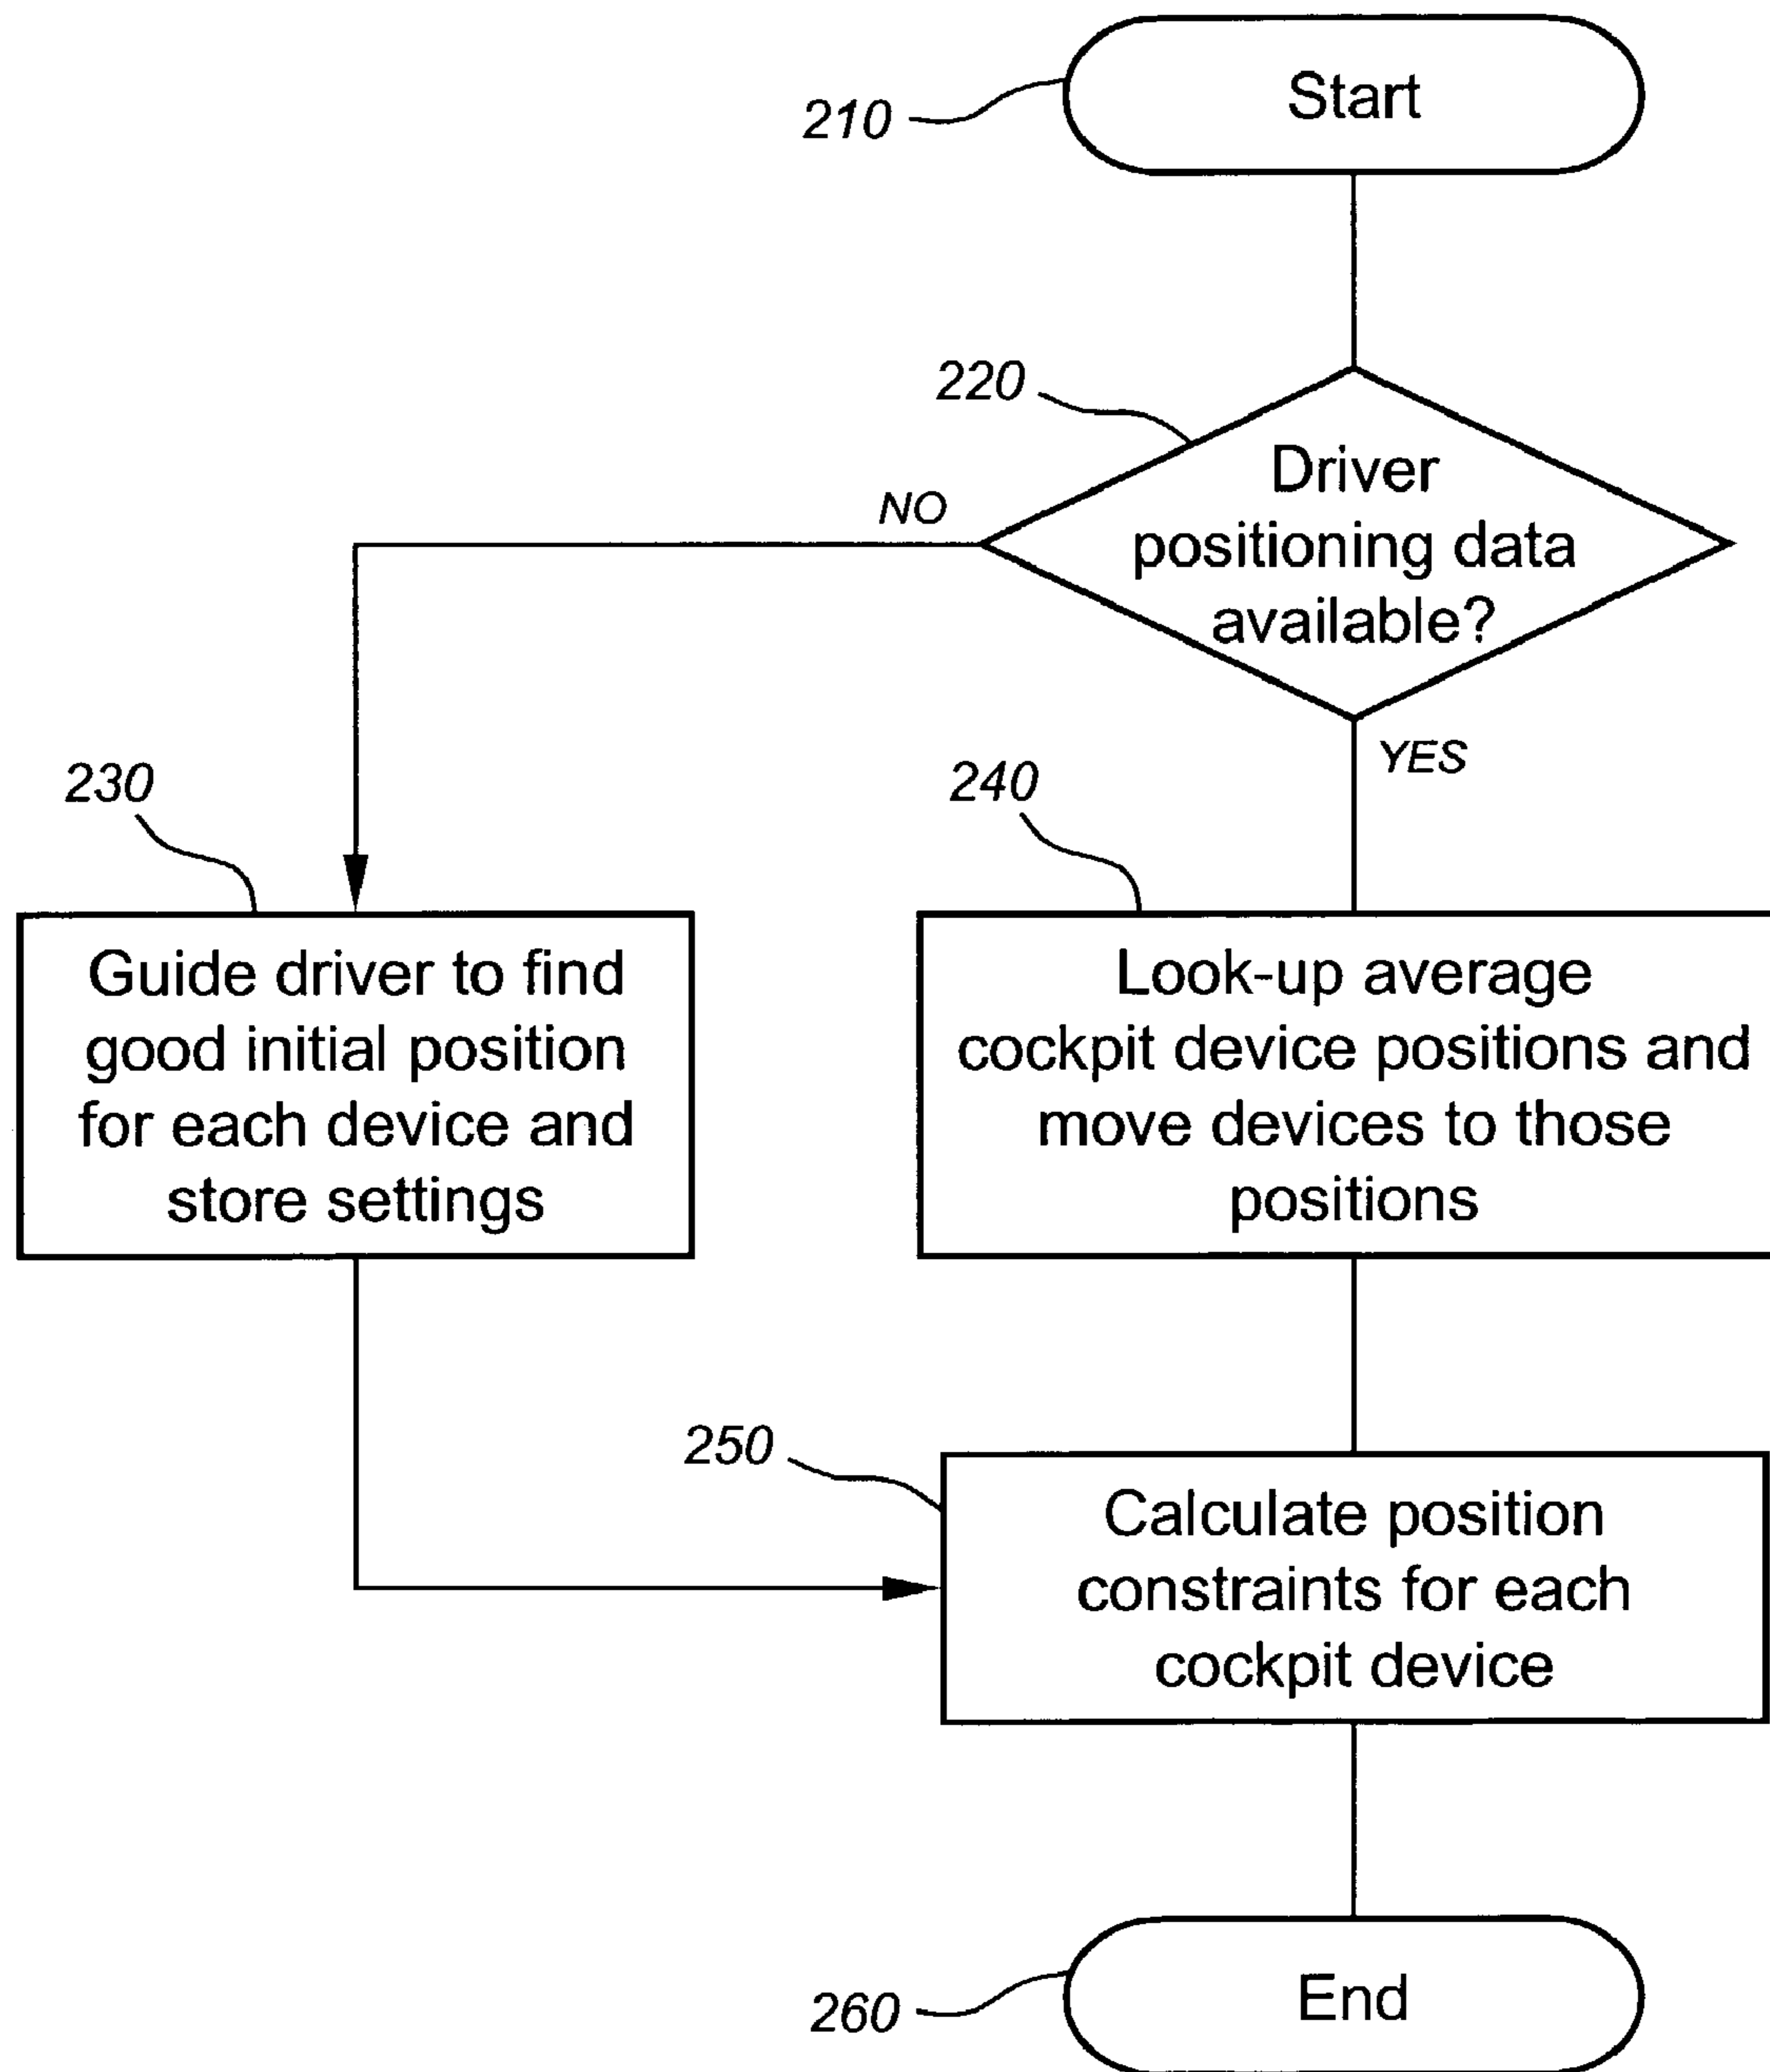 210
Start
220
Driver
positioning data
available?
NO
YES
230
240
Guide driver to find
good initial position
for each device and
store settings
Look-up average
cockpit device positions and
move devices to those
positions
250
Calculate position
constraints for each
cockpit device
260
End